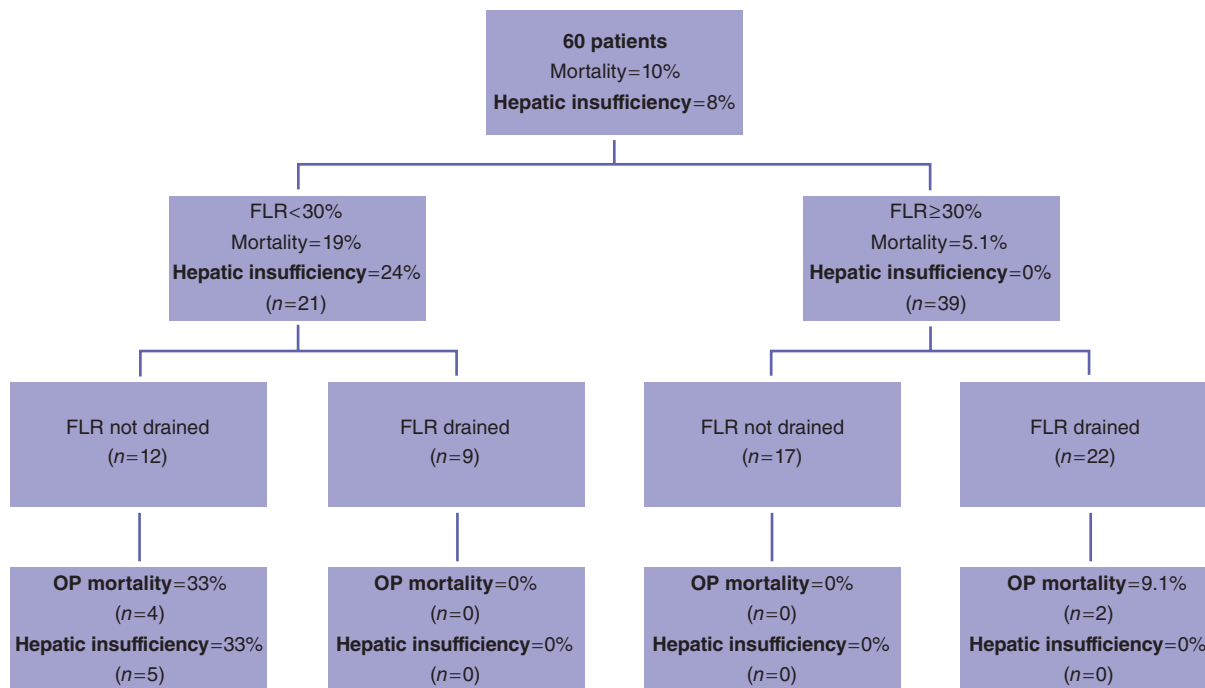 60 patients
Mortality=10%
Hepatic insufficiency=8%
FLR<30%
Mortality=19%
Hepatic insufficiency=24%
(n=21)
FLR≥30%
Mortality=5.1%
Hepatic insufficiency=0%
(n=39)
FLR not drained
(n=12)
FLR drained
(n=9)
FLR not drained
(n=17)
FLR drained
(n=22)
OP mortality=33%
(n=4)
Hepatic insufficiency=33%
(n=5)
OP mortality=0%
(n=0)
Hepatic insufficiency=0%
(n=0)
OP mortality=0%
(n=0)
Hepatic insufficiency=0%
(n=0)
OP mortality=9.1%
(n=2)
Hepatic insufficiency=0%
(n=0)